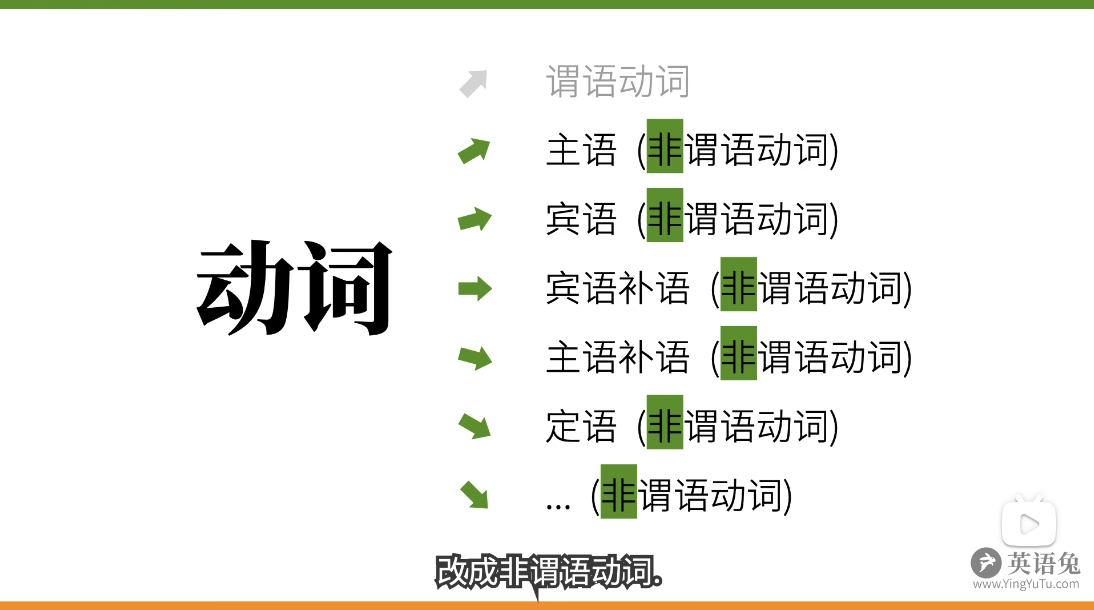 谓语动词
主语 (非谓语动词)
宾语 (非谓语动词)
动词
宾语补语 (非谓语动词)
主语补语 (非谓语动词)
定语 (非谓语动词)
... (非谓语动词)
改成非谓语动词.
英语兔
www.YingYuTu.com